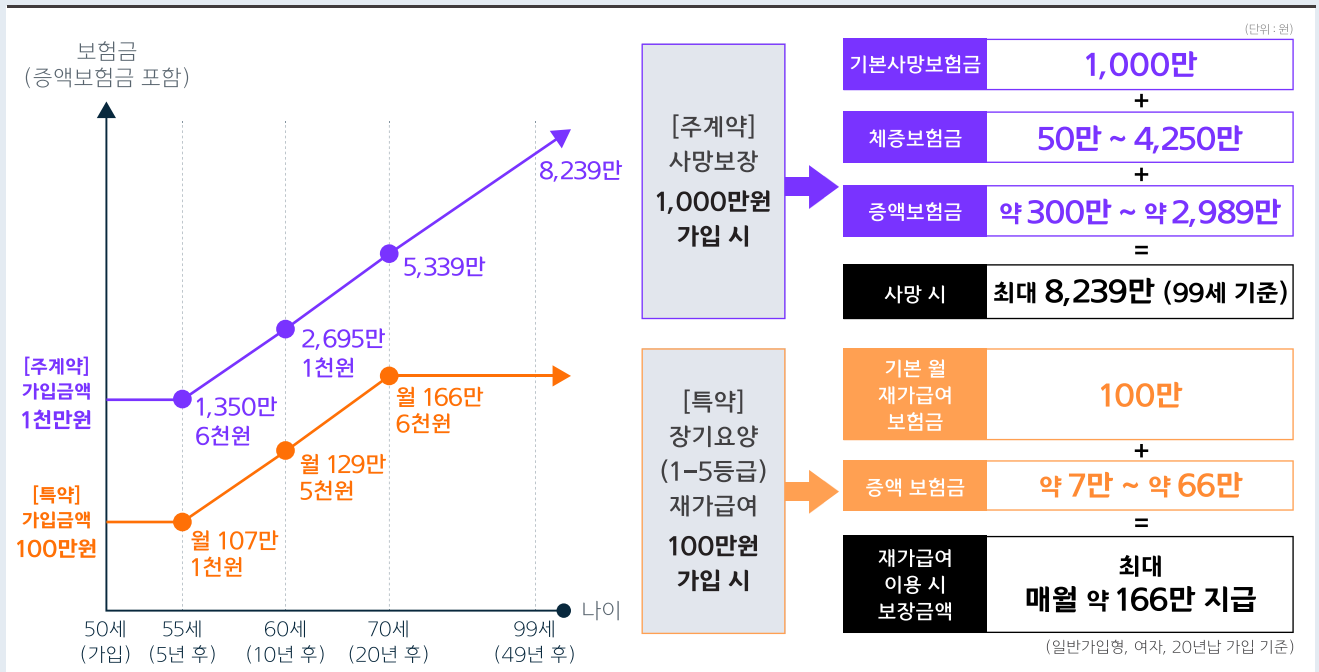 보험금
(증액보험금 포함)
8,239만
5,339만
2,695만
1천원
[주계약]
가입금액
1천만원
1,350만
6천원
월 166만
6천원
월 129만
5천원
[특약]
가입금액
100만원
월 107만
1천원
나이
50세
(가입)
55세
(5년 후)
60세
(10년 후)
70세
(20년 후)
99세
(49년 후)
(단위 : 원)
[주계약]
사망보장
1,000만원
가입 시
기본사망보험금
1,000만
+
체증보험금
50만 ~ 4,250만
+
증액보험금
약 300만 ~ 약 2,989만
=
사망 시
최대 8,239만 (99세 기준)
[특약]
장기요양
(1–5등급)
재가급여
100만원
가입 시
기본 월
재가급여
보험금
100만
+
증액 보험금
약 7만 ~ 약 66만
=
재가급여
이용 시
보장금액
최대
매월 약 166만 지급
(일반가입형, 여자, 20년납 가입 기준)